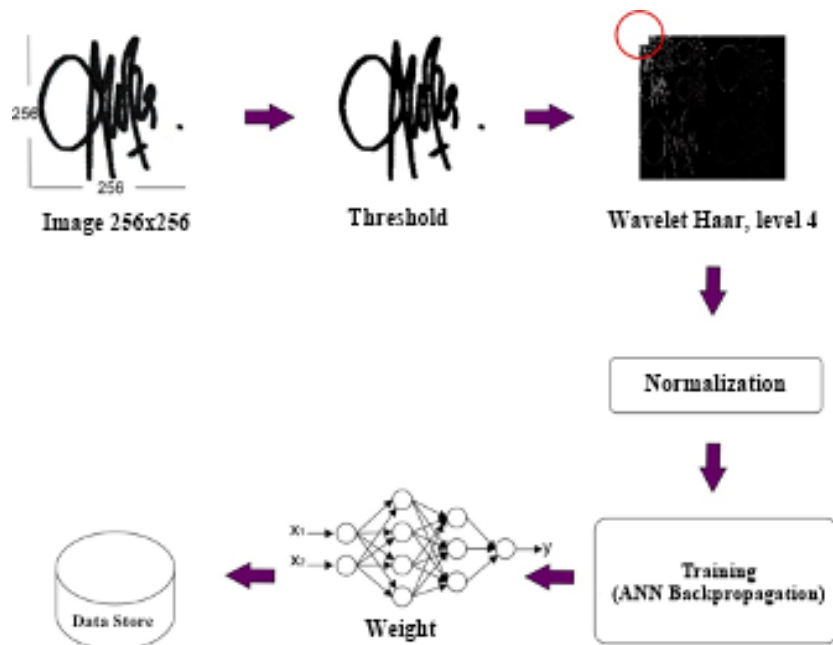 256
256
Image 256x256
Threshold
Wavelet Haar, level 4
Normalization
Training
(ANN Backpropagation)
x₁
x₂
y
Weight
Data Store